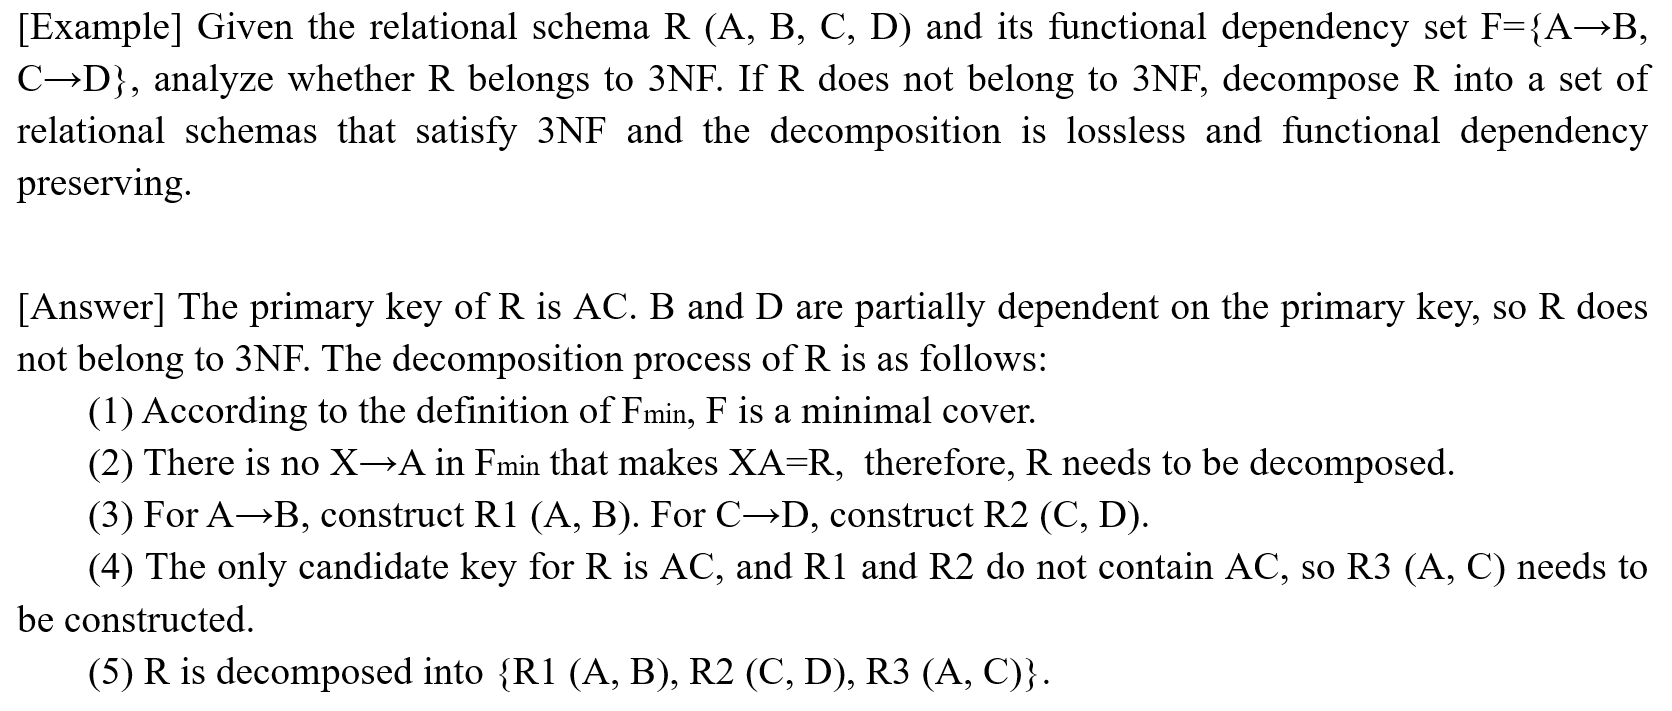 [Example] Given the relational schema R (A, B, C, D) and its functional dependency set F={A→B,
C→D}, analyze whether R belongs to 3NF. If R does not belong to 3NF, decompose R into a set of
relational schemas that satisfy 3NF and the decomposition is lossless and functional dependency
preserving.
[Answer] The primary key of R is AC. B and D are partially dependent on the primary key, so R does
not belong to 3NF. The decomposition process of R is as follows:
(1) According to the definition of Fmin, F is a minimal cover.
(2) There is no X→A in Fmin that makes XA=R, therefore, R needs to be decomposed.
(3) For A→B, construct R1 (A, B). For C→D, construct R2 (C, D).
(4) The only candidate key for R is AC, and R1 and R2 do not contain AC, so R3 (A, C) needs to
be constructed.
(5) R is decomposed into {R1 (A, B), R2 (C, D), R3 (A, C)}.